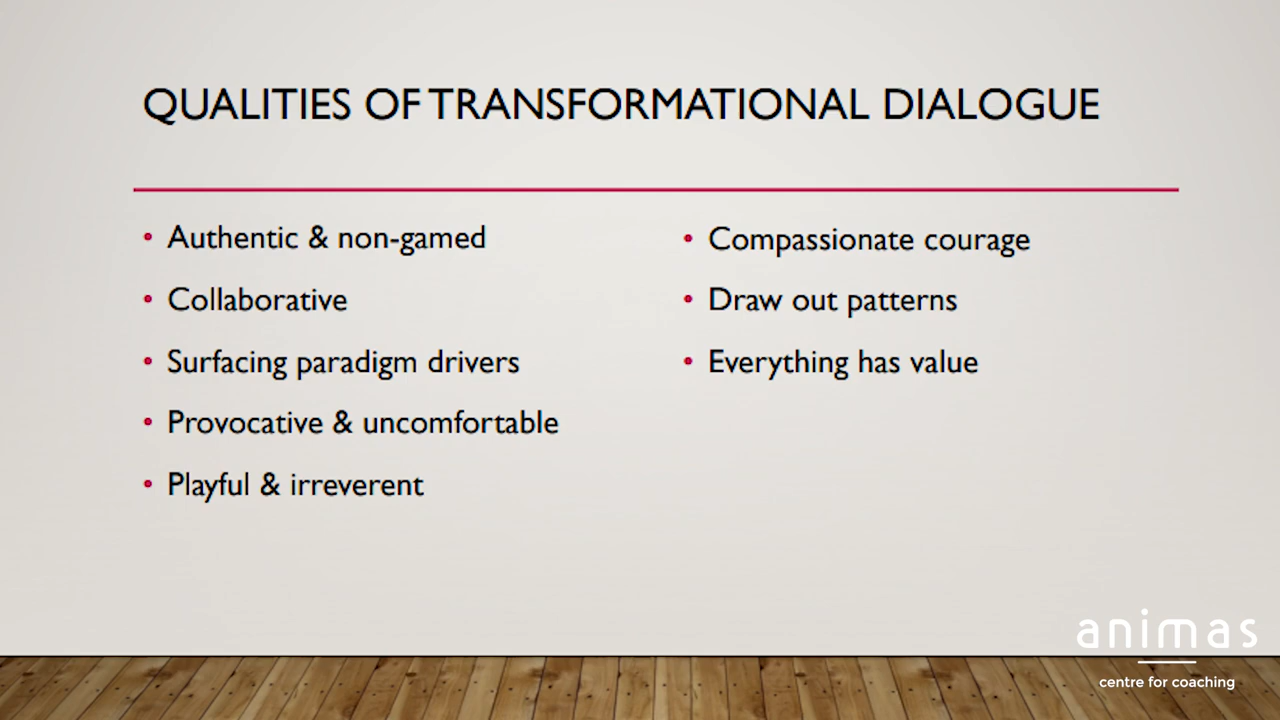 QUALITIES OF TRANSFORMATIONAL DIALOGUE
• Authentic & non-gamed
• Collaborative
• Surfacing paradigm drivers
• Provocative & uncomfortable
• Playful & irreverent
• Compassionate courage
• Draw out patterns
• Everything has value
animas
centre for coaching